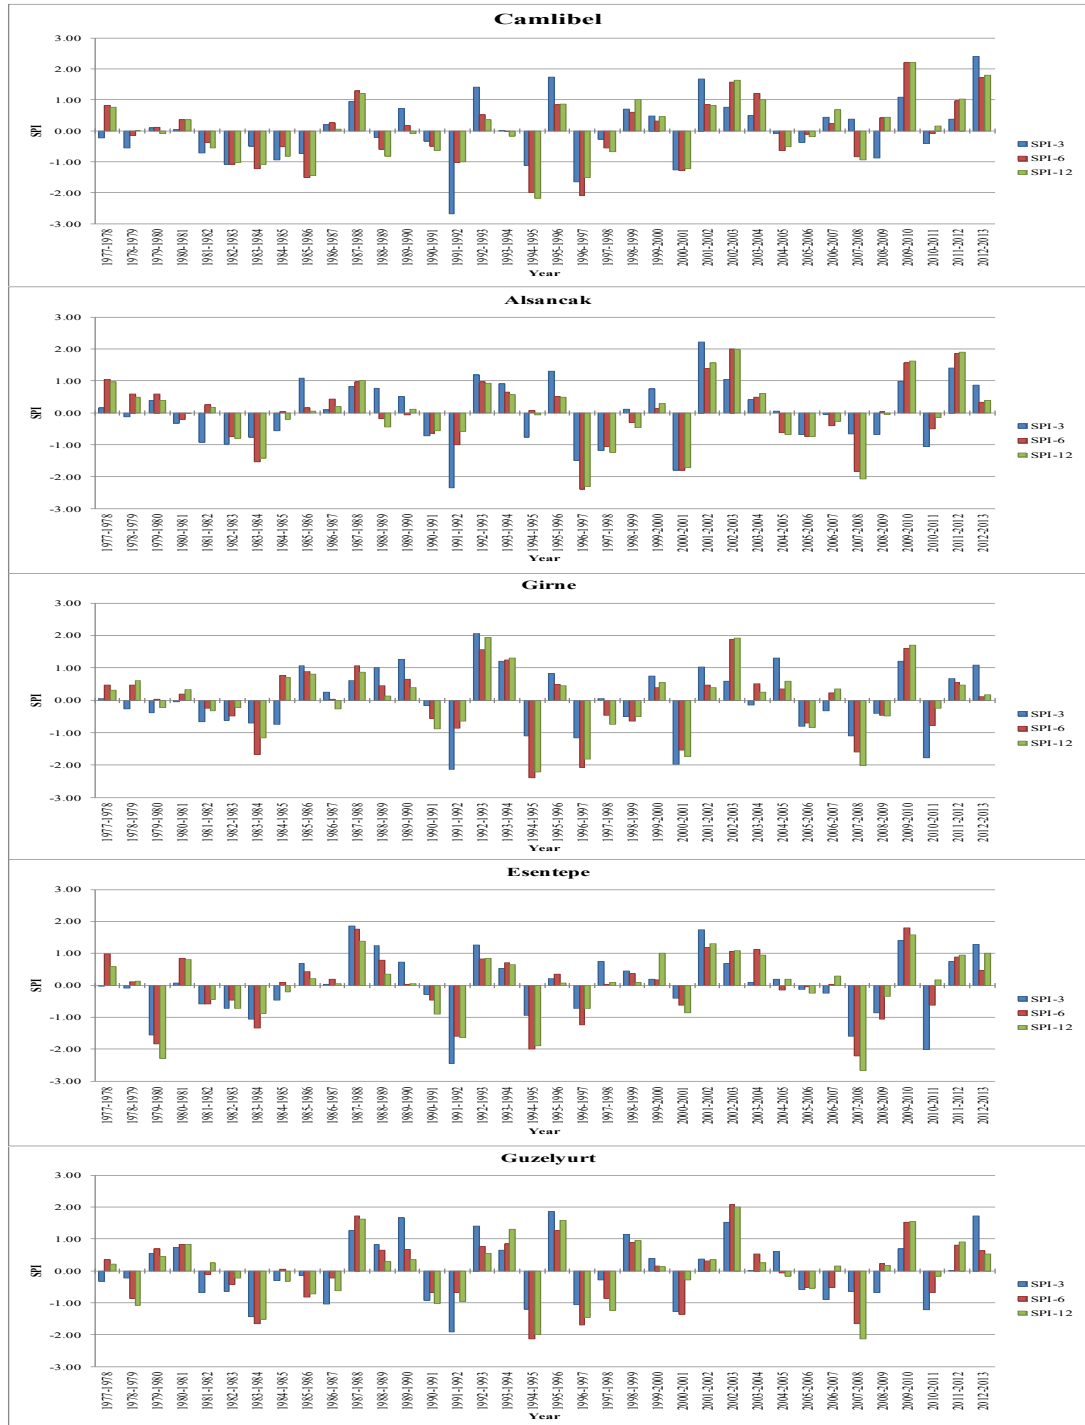 Camlibel
3.00
2.00
1.00
0.00
-1.00
-2.00
-3.00
SPI
1977-1978 1978-1979 1979-1980 1980-1981 1981-1982 1982-1983 1983-1984 1984-1985 1985-1986 1986-1987 1987-1988 1988-1989 1989-1990 1990-1991 1991-1992 1992-1993 1993-1994 1994-1995 1995-1996 1996-1997 1997-1998 1998-1999 1999-2000 2000-2001 2001-2002 2002-2003 2003-2004 2004-2005 2005-2006 2006-2007 2007-2008 2008-2009 2009-2010 2010-2011 2011-2012 2012-2013
Year
SPI-3
SPI-6
SPI-12
Alsancak
3.00
2.00
1.00
0.00
-1.00
-2.00
-3.00
SPI
1977-1978 1978-1979 1979-1980 1980-1981 1981-1982 1982-1983 1983-1984 1984-1985 1985-1986 1986-1987 1987-1988 1988-1989 1989-1990 1990-1991 1991-1992 1992-1993 1993-1994 1994-1995 1995-1996 1996-1997 1997-1998 1998-1999 1999-2000 2000-2001 2001-2002 2002-2003 2003-2004 2004-2005 2005-2006 2006-2007 2007-2008 2008-2009 2009-2010 2010-2011 2011-2012 2012-2013
Year
SPI-3
SPI-6
SPI-12
Girne
3.00
2.00
1.00
0.00
-1.00
-2.00
-3.00
SPI
1977-1978 1978-1979 1979-1980 1980-1981 1981-1982 1982-1983 1983-1984 1984-1985 1985-1986 1986-1987 1987-1988 1988-1989 1989-1990 1990-1991 1991-1992 1992-1993 1993-1994 1994-1995 1995-1996 1996-1997 1997-1998 1998-1999 1999-2000 2000-2001 2001-2002 2002-2003 2003-2004 2004-2005 2005-2006 2006-2007 2007-2008 2008-2009 2009-2010 2010-2011 2011-2012 2012-2013
Year
SPI-3
SPI-6
SPI-12
Esentepe
3.00
2.00
1.00
0.00
-1.00
-2.00
-3.00
SPI
1977-1978 1978-1979 1979-1980 1980-1981 1981-1982 1982-1983 1983-1984 1984-1985 1985-1986 1986-1987 1987-1988 1988-1989 1989-1990 1990-1991 1991-1992 1992-1993 1993-1994 1994-1995 1995-1996 1996-1997 1997-1998 1998-1999 1999-2000 2000-2001 2001-2002 2002-2003 2003-2004 2004-2005 2005-2006 2006-2007 2007-2008 2008-2009 2009-2010 2010-2011 2011-2012 2012-2013
Year
SPI-3
SPI-6
SPI-12
Guzelyurt
3.00
2.00
1.00
0.00
-1.00
-2.00
-3.00
SPI
1977-1978 1978-1979 1979-1980 1980-1981 1981-1982 1982-1983 1983-1984 1984-1985 1985-1986 1986-1987 1987-1988 1988-1989 1989-1990 1990-1991 1991-1992 1992-1993 1993-1994 1994-1995 1995-1996 1996-1997 1997-1998 1998-1999 1999-2000 2000-2001 2001-2002 2002-2003 2003-2004 2004-2005 2005-2006 2006-2007 2007-2008 2008-2009 2009-2010 2010-2011 2011-2012 2012-2013
Year
SPI-3
SPI-6
SPI-12